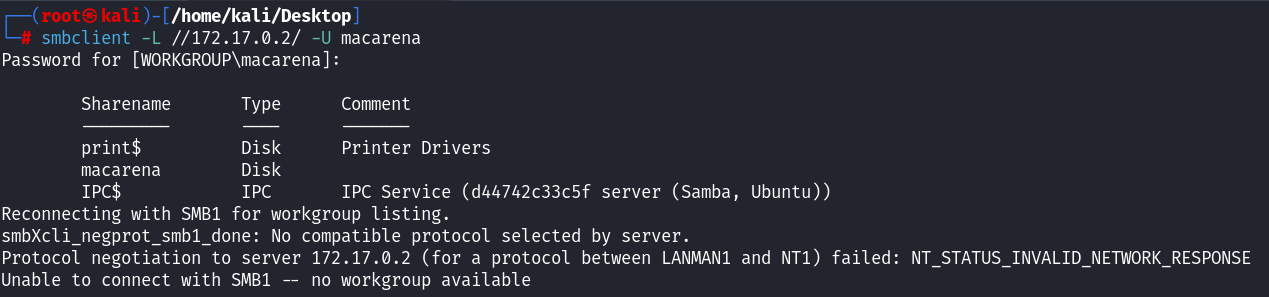 ┌──(root㉿kali)-[/home/kali/Desktop]
└─# smbclient -L //172.17.0.2/ -U macarena
Password for [WORKGROUP\macarena]:
Sharename Type Comment
--------- ---- -------
print$ Disk Printer Drivers
macarena Disk
IPC$ IPC IPC Service (d44742c33c5f server (Samba, Ubuntu))
Reconnecting with SMB1 for workgroup listing.
smbXcli_negprot_smb1_done: No compatible protocol selected by server.
Protocol negotiation to server 172.17.0.2 (for a protocol between LANMAN1 and NT1) failed: NT_STATUS_INVALID_NETWORK_RESPONSE
Unable to connect with SMB1 -- no workgroup available